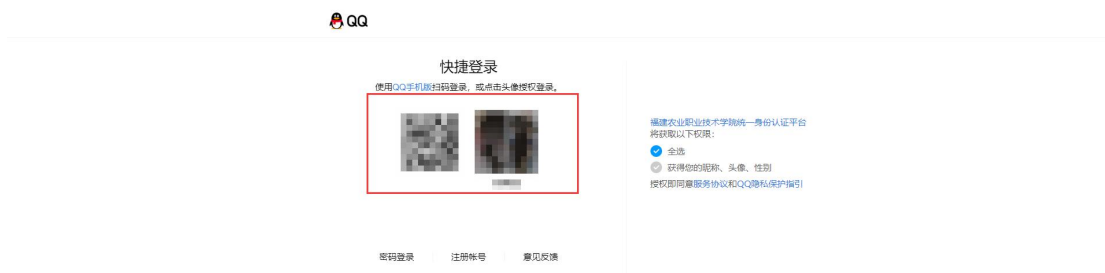 QQ
快捷登录
使用QQ手机版扫码登录，或点击头像授权登录。
福建农业职业技术学院统一身份认证平台
将获取以下权限：
全选
获得您的昵称、头像、性别
授权即同意服务协议和QQ隐私保护指引
密码登录
注册帐号
意见反馈